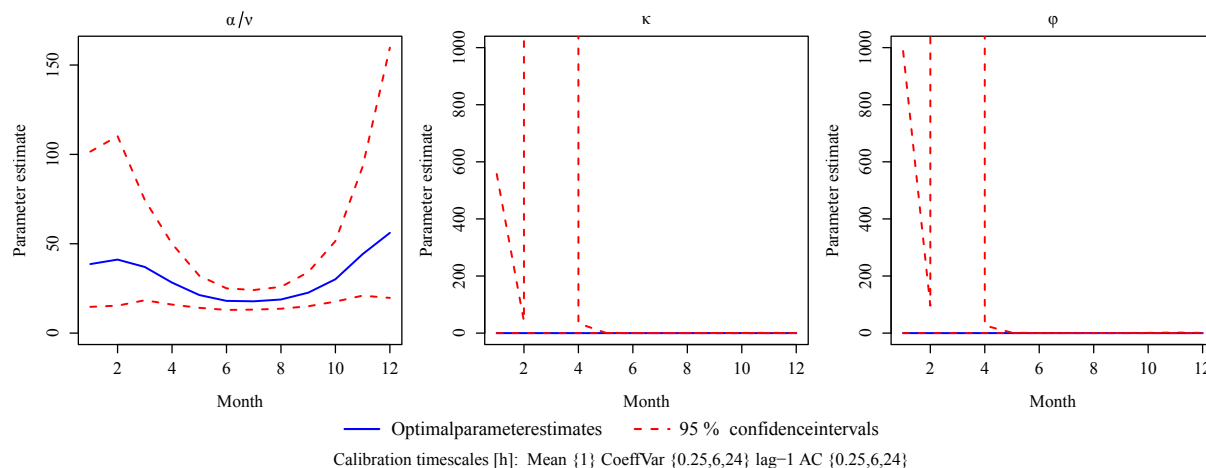 α/ν κ φ
Parameter estimate
0 50 100 150
2 4 6 8 10 12
Month
Parameter estimate
0 200 400 600 800 1000
2 4 6 8 10 12
Month
Parameter estimate
0 200 400 600 800 1000
2 4 6 8 10 12
Month
Optimalparameterestimates 95 % confidenceintervals
Calibration timescales [h]: Mean {1} CoeffVar {0.25,6,24} lag−1 AC {0.25,6,24}